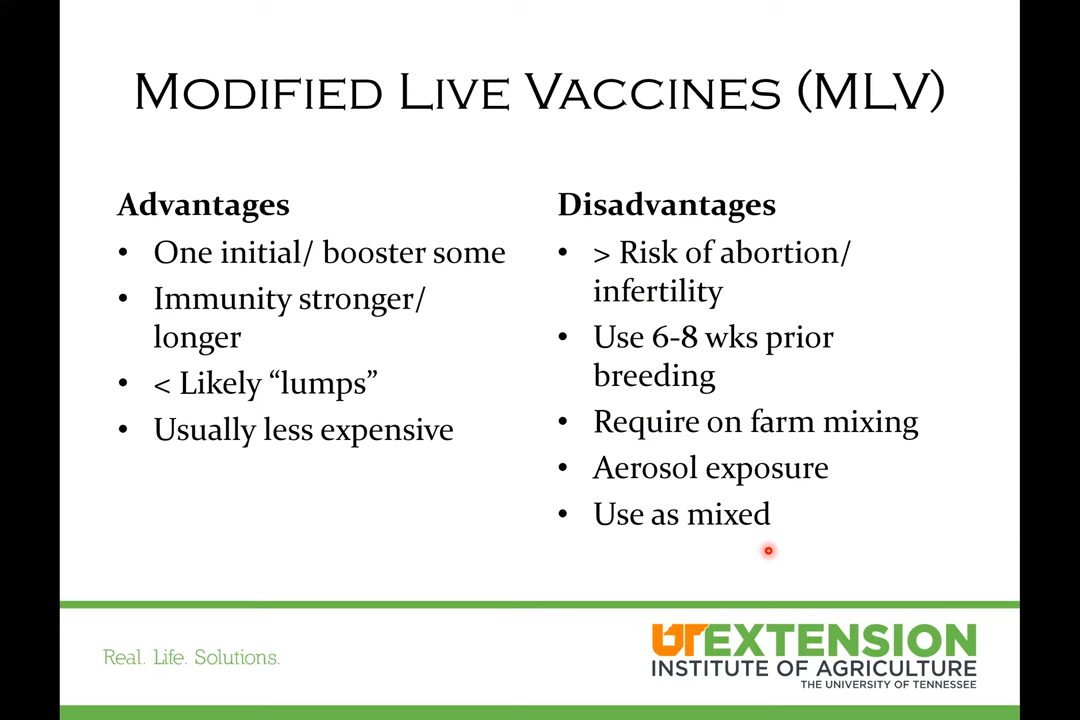 Modified Live Vaccines (MLV)
Advantages
• One initial/ booster some
• Immunity stronger/
longer
• < Likely “lumps”
• Usually less expensive
Disadvantages
• > Risk of abortion/
infertility
• Use 6-8 wks prior
breeding
• Require on farm mixing
• Aerosol exposure
• Use as mixed
Real. Life. Solutions.
UT EXTENSION
INSTITUTE OF AGRICULTURE
THE UNIVERSITY OF TENNESSEE